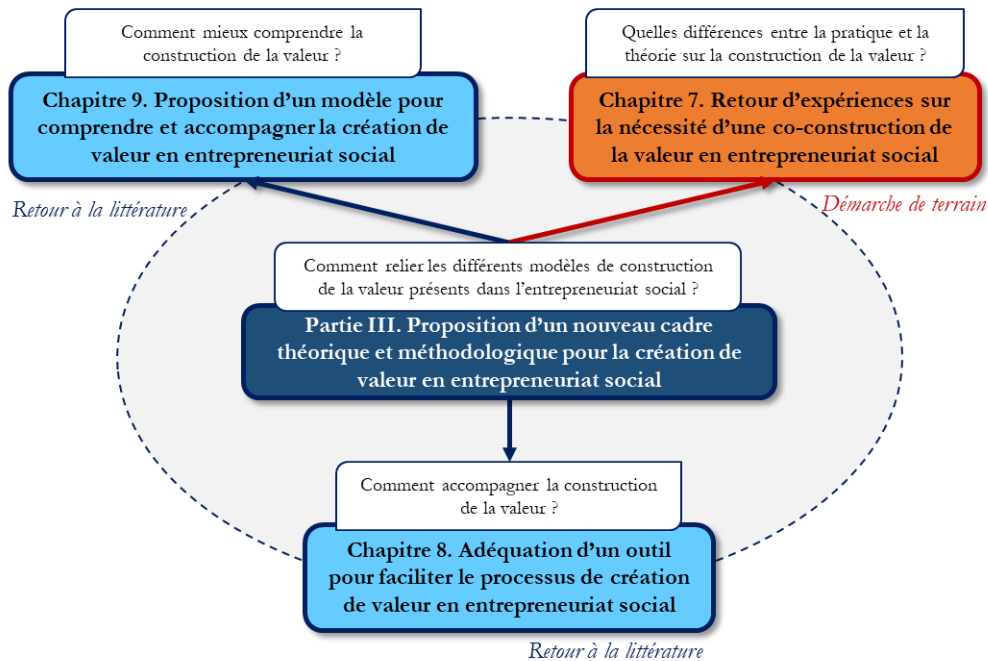 Comment mieux comprendre la
construction de la valeur ?
Chapitre 9. Proposition d'un modèle pour
comprendre et accompagner la création de
valeur en entrepreneuriat social
Retour à la littérature
Quelles différences entre la pratique et la
théorie sur la construction de la valeur ?
Chapitre 7. Retour d'expériences sur
la nécessité d'une co-construction de
la valeur en entrepreneuriat social
Démarche de terrain
Comment relier les différents modèles de construction
de la valeur présents dans l'entrepreneuriat social ?
Partie III. Proposition d'un nouveau cadre
théorique et méthodologique pour la création de
valeur en entrepreneuriat social
Comment accompagner la construction
de la valeur ?
Chapitre 8. Adéquation d'un outil
pour faciliter le processus de création
de valeur en entrepreneuriat social
Retour à la littérature